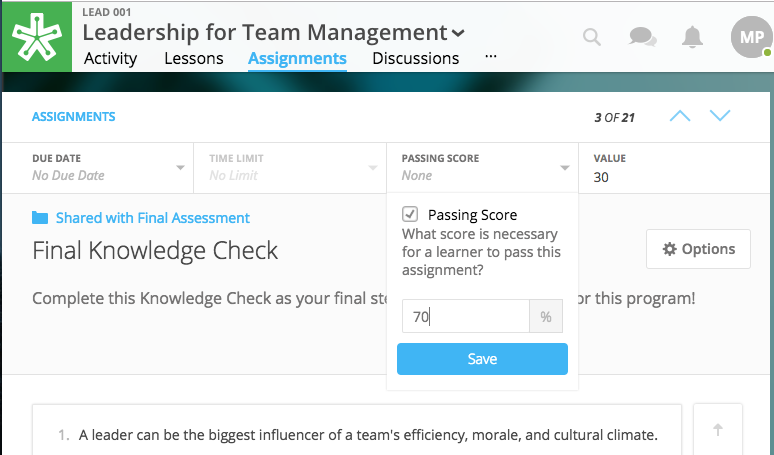 LEAD 001
Leadership for Team Management
Activity Lessons Assignments Discussions ...
MP
ASSIGNMENTS
3 OF 21
DUE DATE
No Due Date
TIME LIMIT
No Limit
PASSING SCORE
None
VALUE
30
Passing Score
What score is necessary
for a learner to pass this
assignment?
70 %
Save
Shared with Final Assessment
Final Knowledge Check
Options
Complete this Knowledge Check as your final ste
or this program!
1. A leader can be the biggest influencer of a team's efficiency, morale, and cultural climate.